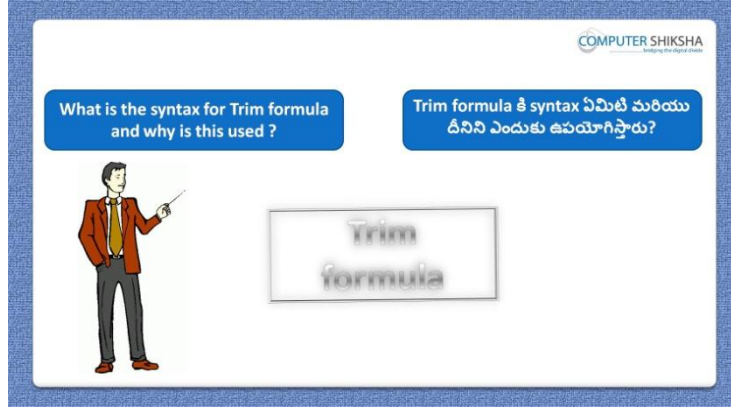 COMPUTER SHIKSHA
...bridging the digital divide
What is the syntax for Trim formula
and why is this used ?
Trim formula కి syntax ఏమిటి మరియు
దీనిని ఎందుకు ఉపయోగిస్తారు?
Trim
formula